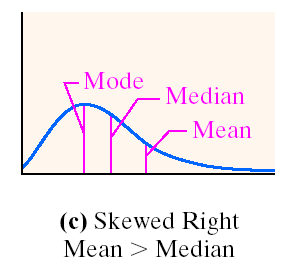 Mode
Median
Mean
(c) Skewed Right
Mean > Median